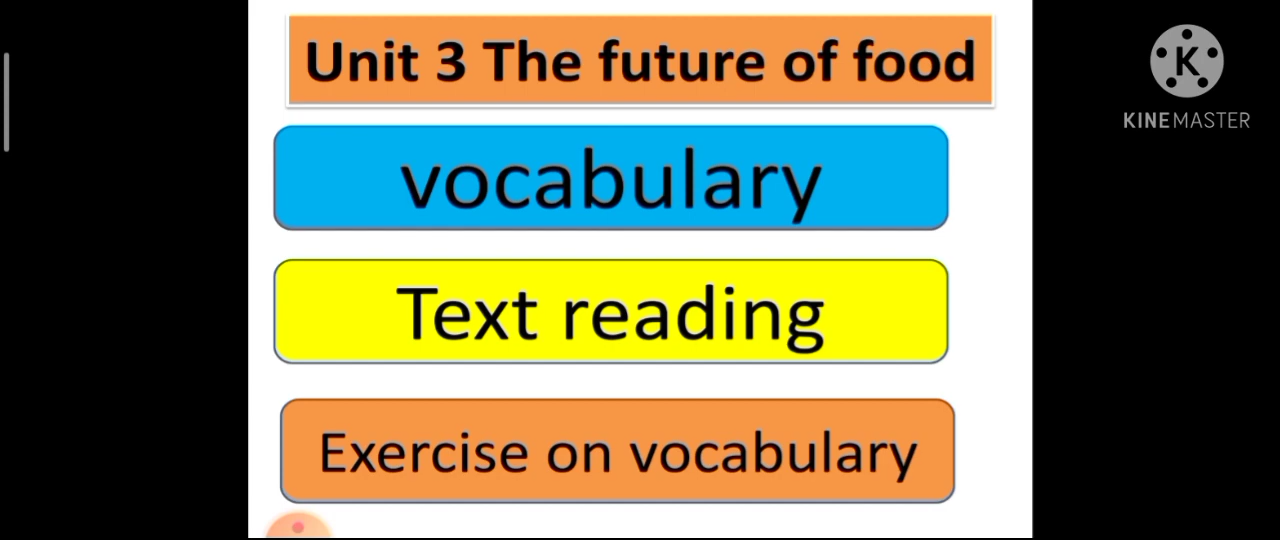 Unit 3 The future of food
vocabulary
Text reading
Exercise on vocabulary
K
KINEMASTER